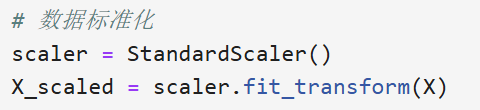 # 数据标准化
scaler = StandardScaler()
X_scaled = scaler.fit_transform(X)